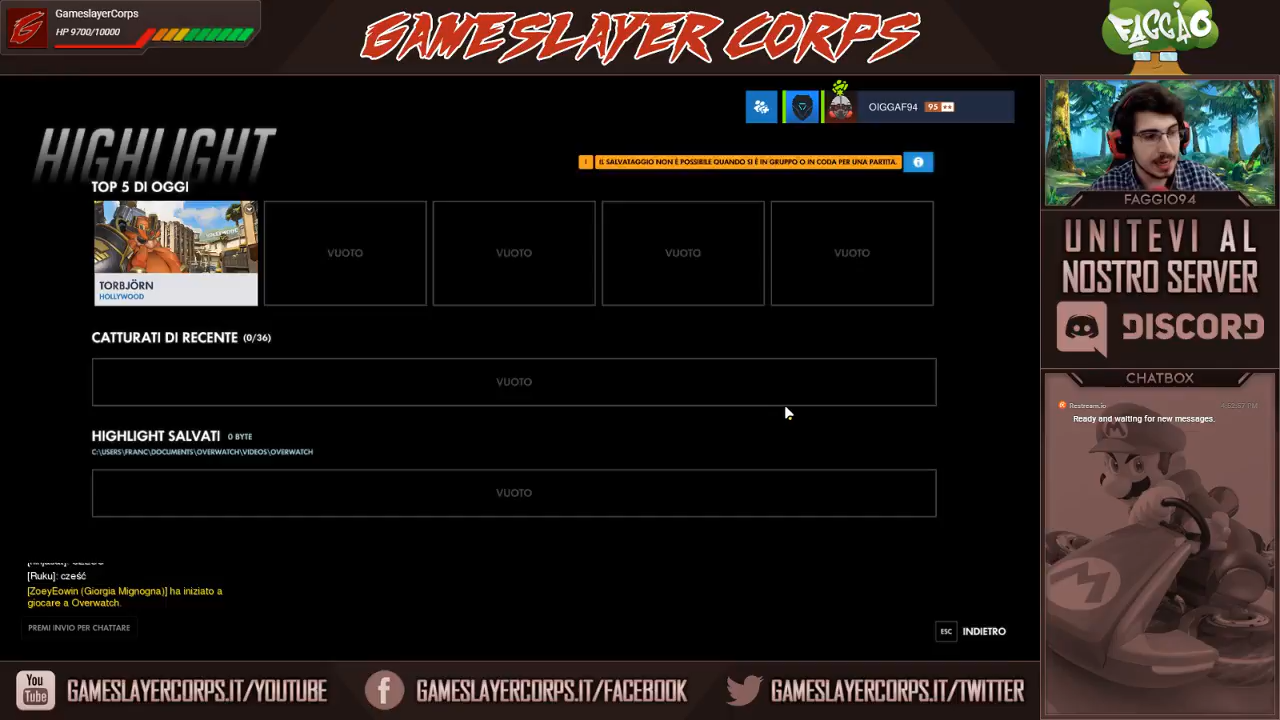 GameslayerCorps
HP 9700/10000
GAMESLAYER CORPS
FAGGIO
OIGGAF94 95
HIGHLIGHT
! IL SALVATAGGIO NON È POSSIBILE QUANDO SI È IN GRUPPO O IN CODA PER UNA PARTITA.
TOP 5 DI OGGI
TORBJÖRN
HOLLYWOOD
VUOTO
VUOTO
VUOTO
VUOTO
CATTURATI DI RECENTE (0/36)
VUOTO
HIGHLIGHT SALVATI 0 BYTE
C:\USERS\FRANC\DOCUMENTS\OVERWATCH\VIDEOS\OVERWATCH
VUOTO
[Ruku]: cześć
[ZoeyEowin (Giorgia Mignogna)] ha iniziato a
giocare a Overwatch.
PREMI INVIO PER CHATTARE
ESC INDIETRO
FAGGIO94
UNITEVI AL
NOSTRO SERVER
DISCORD
CHATBOX
Restream.io
Ready and waiting for new messages.
You Tube GAMESLAYERCORPS.IT/YOUTUBE
GAMESLAYERCORPS.IT/FACEBOOK
GAMESLAYERCORPS.IT/TWITTER